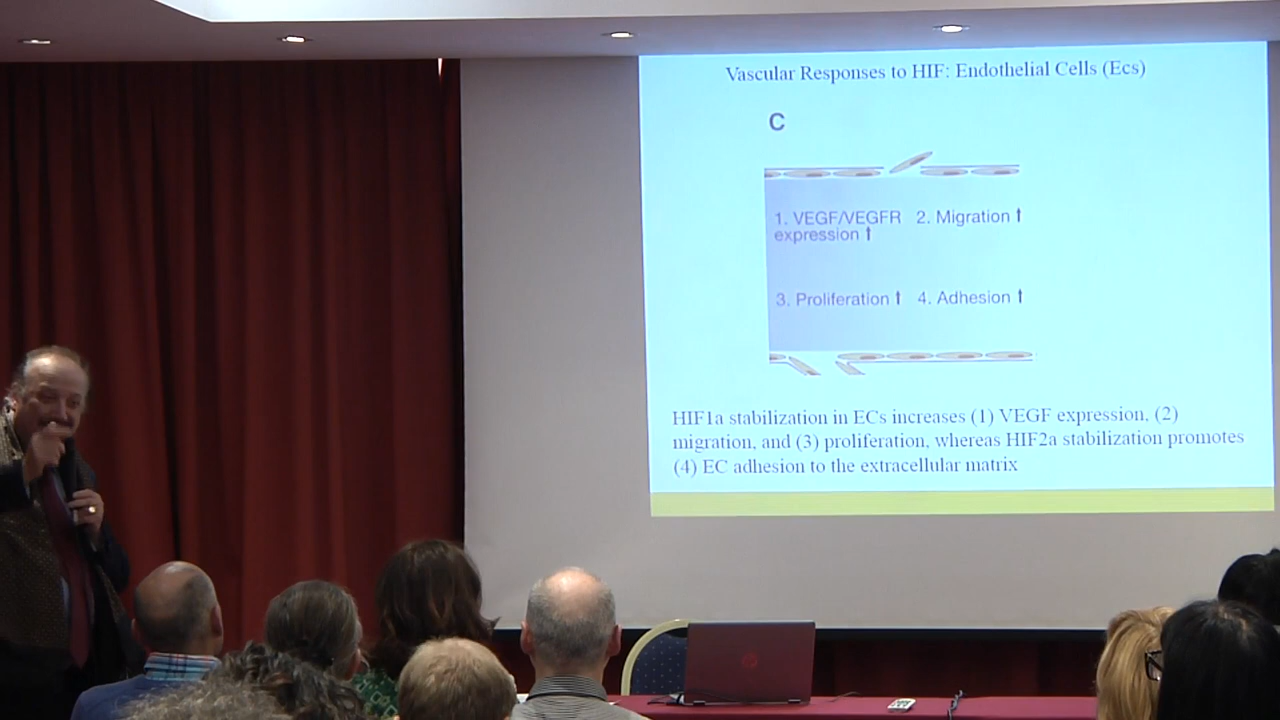 Vascular Responses to HIF: Endothelial Cells (Ecs)
C
1. VEGF/VEGFR 2. Migration ↑
expression ↑
3. Proliferation ↑ 4. Adhesion ↑
HIF1a stabilization in ECs increases (1) VEGF expression, (2)
migration, and (3) proliferation, whereas HIF2a stabilization promotes
(4) EC adhesion to the extracellular matrix
hp